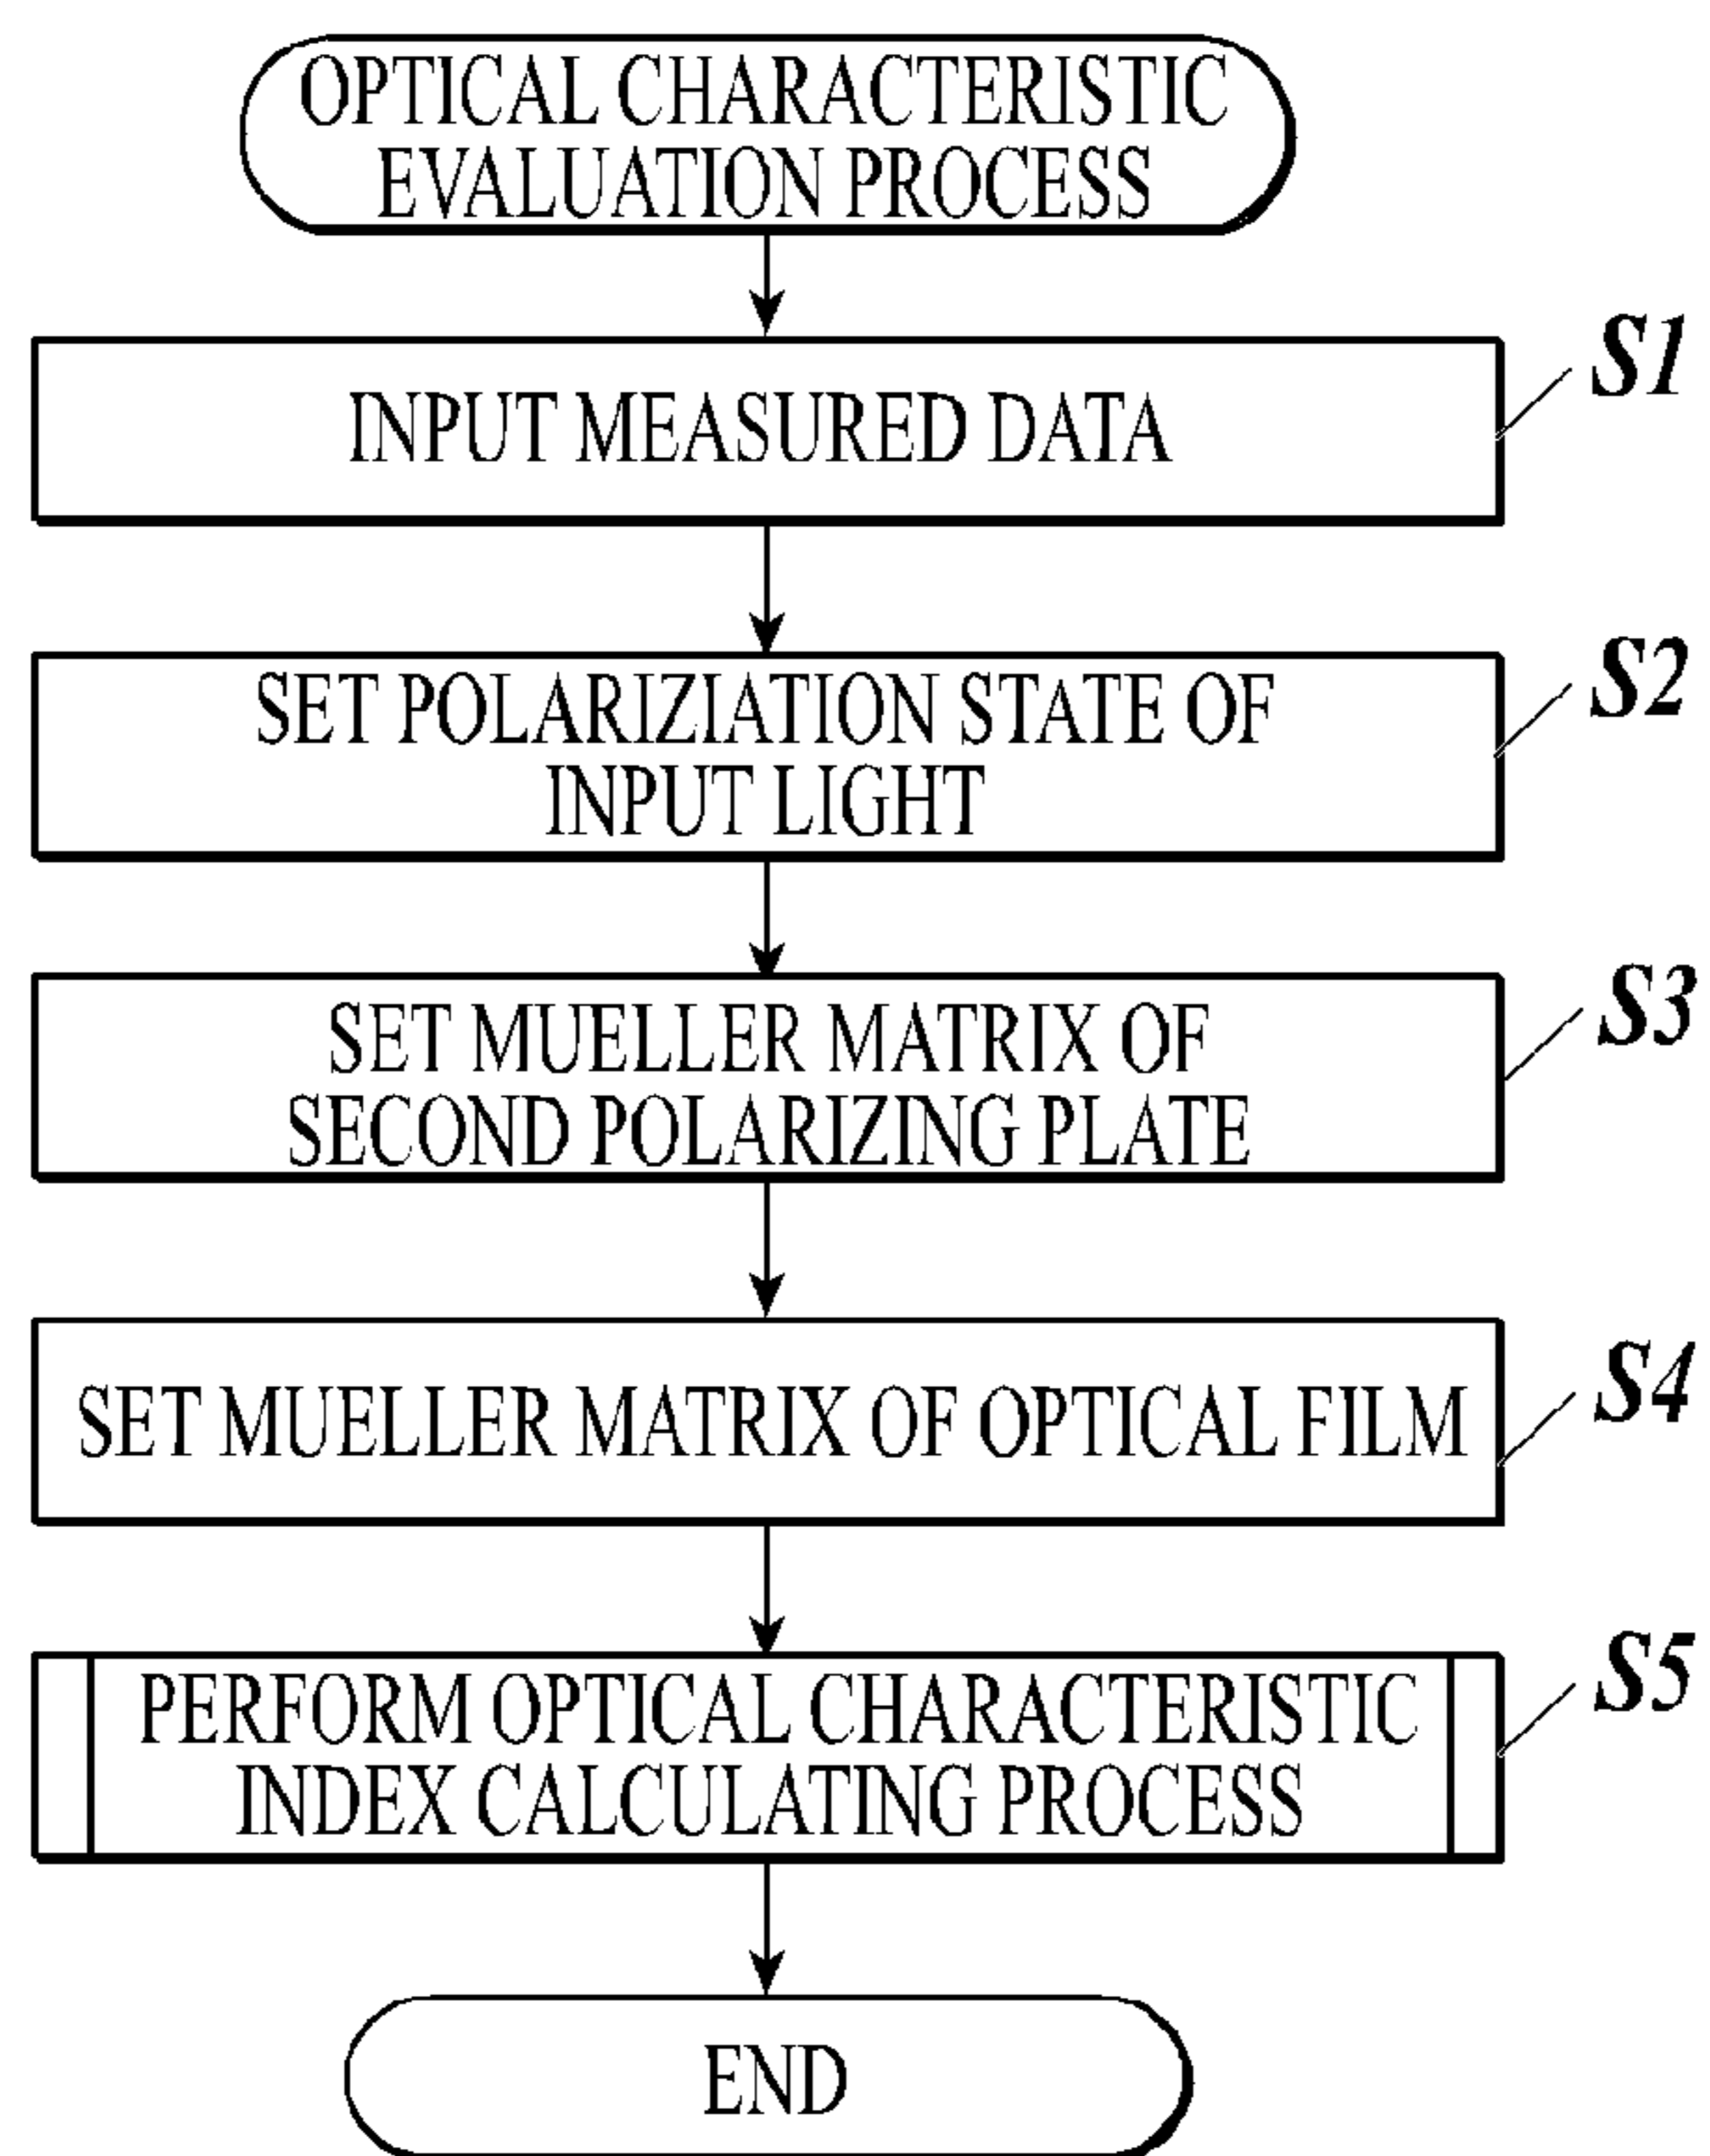 OPTICAL CHARACTERISTIC
EVALUATION PROCESS
INPUT MEASURED DATA
S1
SET POLARIZIATION STATE OF
INPUT LIGHT
S2
SET MUELLER MATRIX OF
SECOND POLARIZING PLATE
S3
SET MUELLER MATRIX OF OPTICAL FILM
S4
PERFORM OPTICAL CHARACTERISTIC
INDEX CALCULATING PROCESS
S5
END